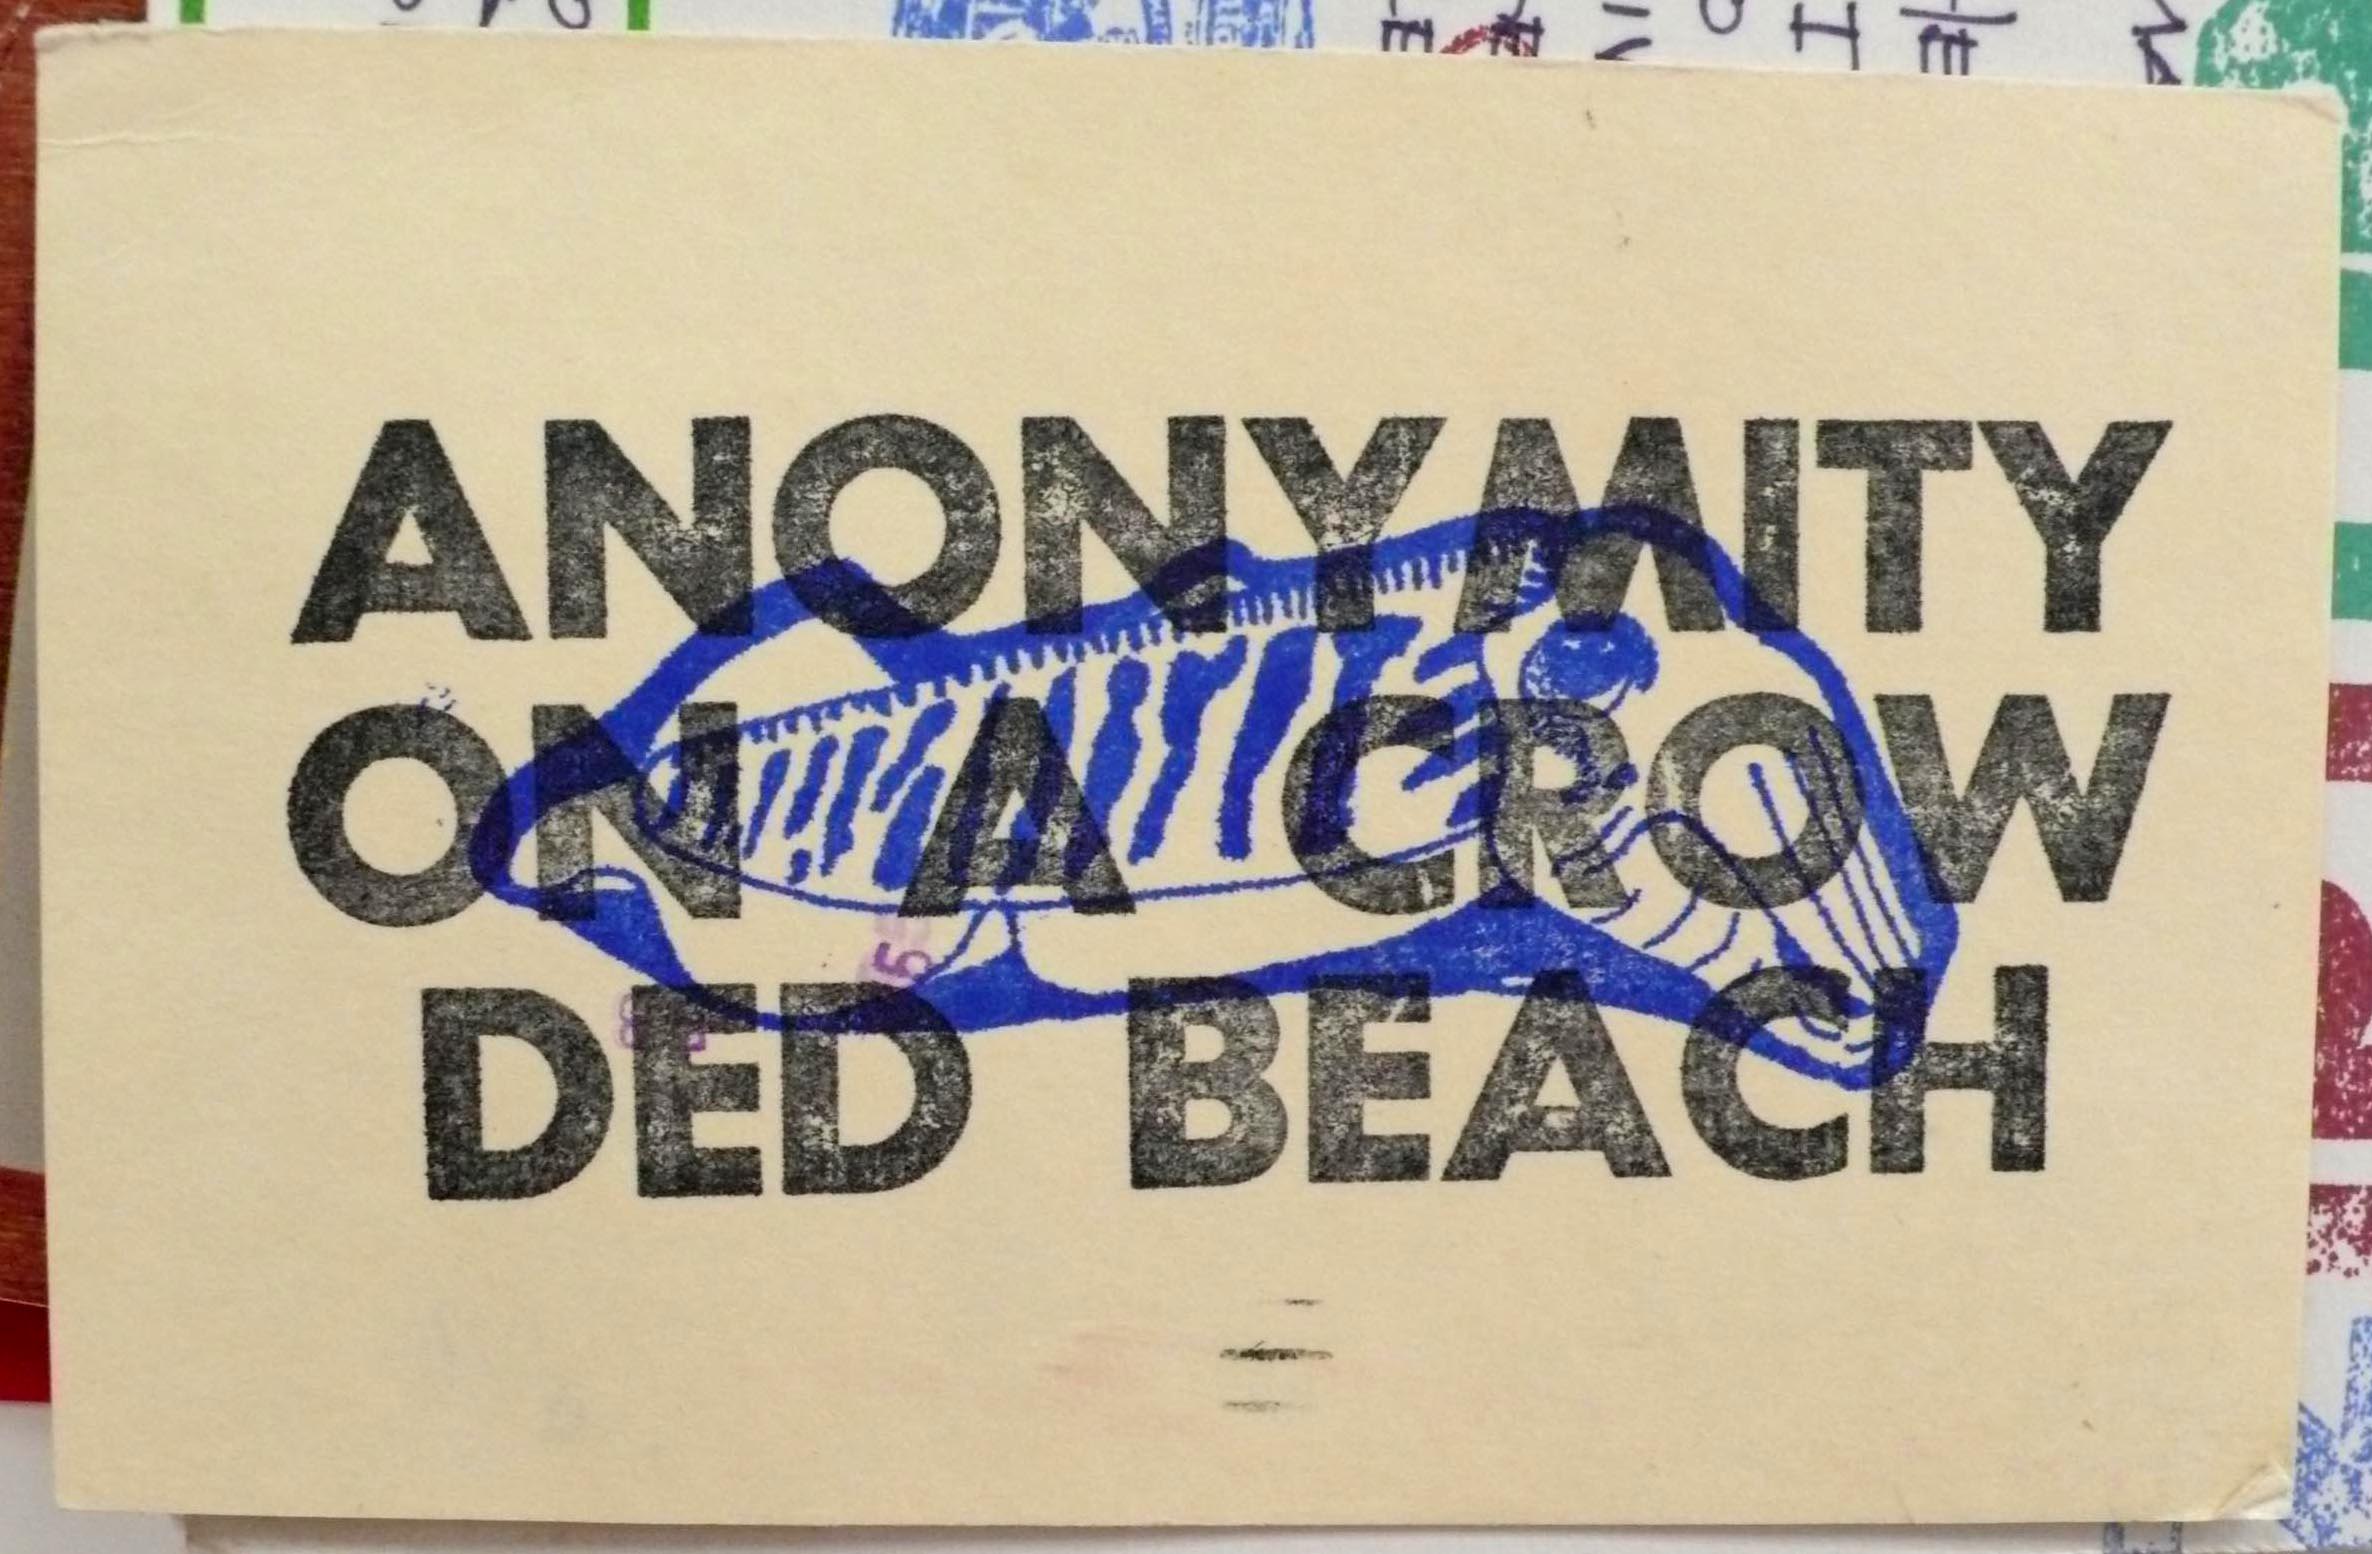 ANONYMITY
ON A CROW
DED BEACH